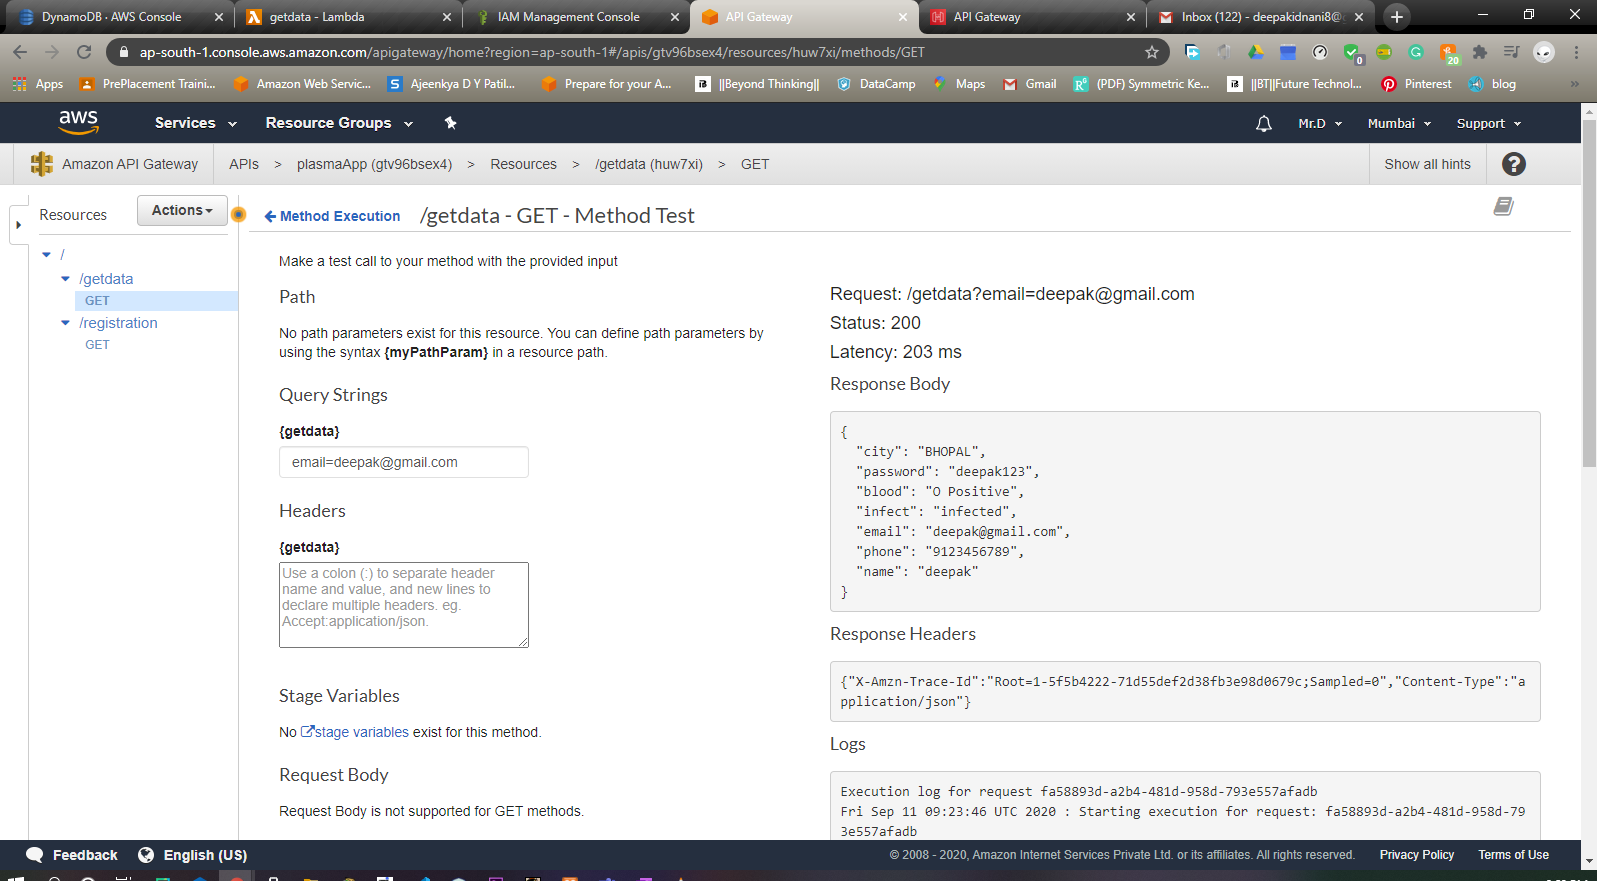 DynamoDB · AWS Console
getdata - Lambda
IAM Management Console
API Gateway
API Gateway
Inbox (122) - deepakidnani8@
ap-south-1.console.aws.amazon.com/apigateway/home?region=ap-south-1#/apis/gtv96bsex4/resources/huw7xi/methods/GET
0
20
Apps
PrePlacement Traini...
Amazon Web Servic...
Ajeenkya D Y Patil...
Prepare for your A...
||Beyond Thinking||
DataCamp
Maps
Gmail
(PDF) Symmetric Ke...
||BT||Future Technol...
Pinterest
blog
»
aws
Services
Resource Groups
Mr.D
Mumbai
Support
Amazon API Gateway
APIs > plasmaApp (gtv96bsex4) > Resources > /getdata (huw7xi) > GET
Show all hints
Resources
Actions
/
/getdata
GET
/registration
GET
Method Execution
/getdata - GET - Method Test
Make a test call to your method with the provided input
Path
No path parameters exist for this resource. You can define path parameters by
using the syntax {myPathParam} in a resource path.
Query Strings
{getdata}
email=deepak@gmail.com
Headers
{getdata}
Use a colon (:) to separate header
name and value, and new lines to
declare multiple headers. eg.
Accept:application/json.
Stage Variables
No stage variables exist for this method.
Request Body
Request Body is not supported for GET methods.
Request: /getdata?email=deepak@gmail.com
Status: 200
Latency: 203 ms
Response Body
{
"city": "BHOPAL",
"password": "deepak123",
"blood": "O Positive",
"infect": "infected",
"email": "deepak@gmail.com",
"phone": "9123456789",
"name": "deepak"
}
Response Headers
{"X-Amzn-Trace-Id":"Root=1-5f5b4222-71d55def2d38fb3e98d0679c;Sampled=0","Content-Type":"a
pplication/json"}
Logs
Execution log for request fa58893d-a2b4-481d-958d-793e557afadb
Fri Sep 11 09:23:46 UTC 2020 : Starting execution for request: fa58893d-a2b4-481d-958d-79
3e557afadb
Feedback
English (US)
© 2008 - 2020, Amazon Internet Services Private Ltd. or its affiliates. All rights reserved.
Privacy Policy
Terms of Use